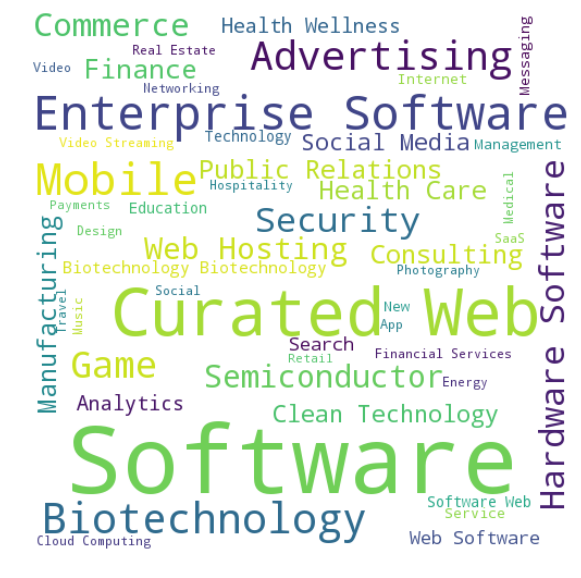 Commerce
Health Wellness
Real Estate
Advertising
Messaging
Video
Finance
Internet
Networking
Enterprise Software
Technology
Social Media
Management
Video Streaming
Mobile
Public Relations
Hospitality
Health Care
Medical
Payments
Education
Security
Design
SaaS
Web Hosting
Consulting
Manufacturing
Biotechnology Biotechnology
Photography
Hardware Software
Travel
Music
Social
Curated Web
New
App
Search
Game
Retail
Financial Services
Semiconductor
Energy
Analytics
Clean Technology
Software
Biotechnology
Software Web
Service
Cloud Computing
Web Software